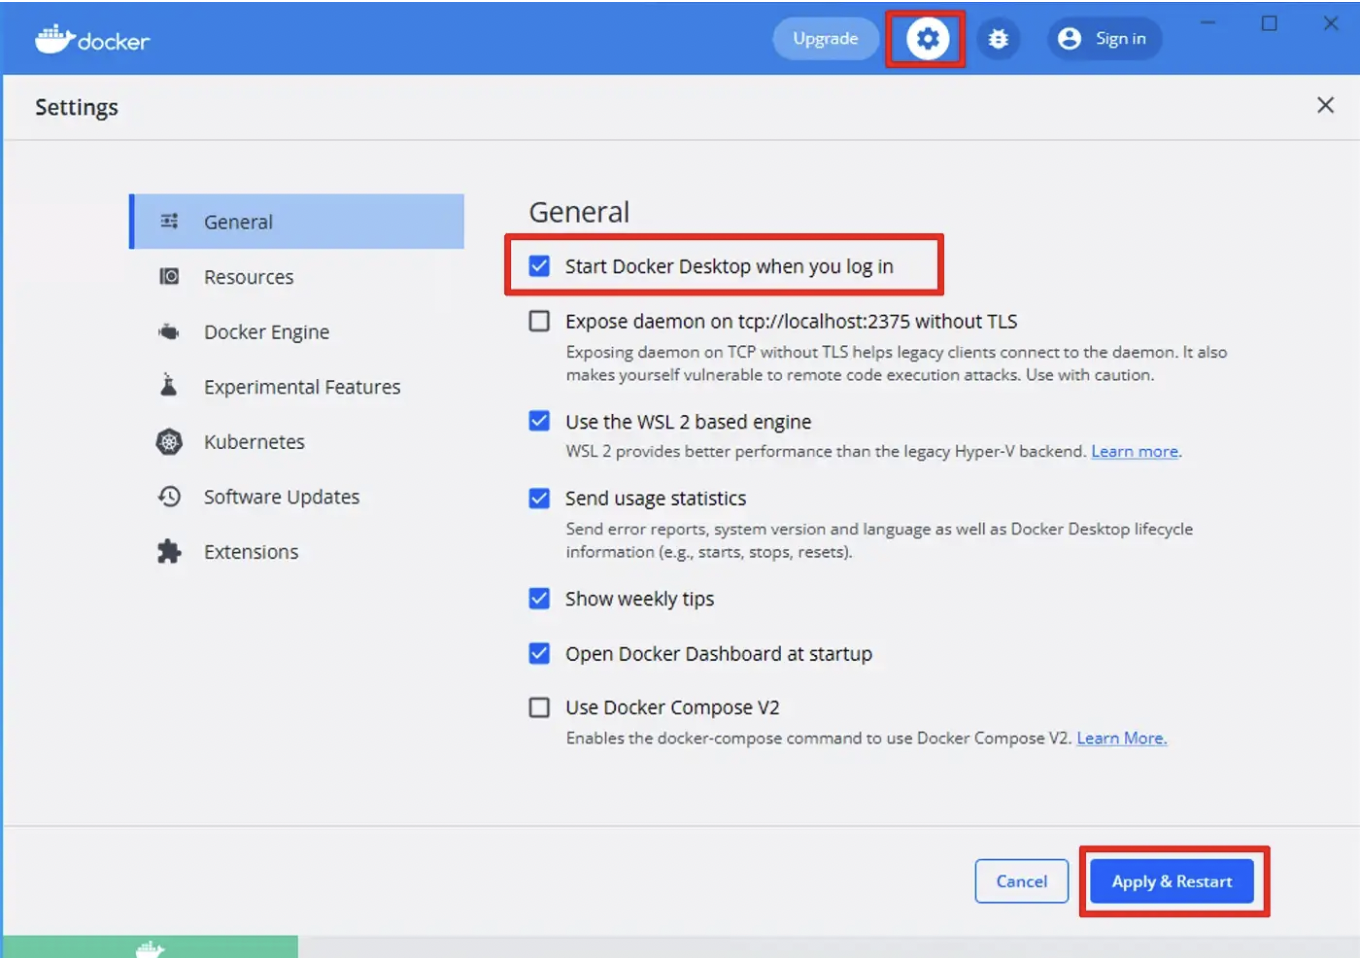 docker
Upgrade
Sign in
Settings
General
Resources
Docker Engine
Experimental Features
Kubernetes
Software Updates
Extensions
General
Start Docker Desktop when you log in
Expose daemon on tcp://localhost:2375 without TLS
Exposing daemon on TCP without TLS helps legacy clients connect to the daemon. It also
makes yourself vulnerable to remote code execution attacks. Use with caution.
Use the WSL 2 based engine
WSL 2 provides better performance than the legacy Hyper-V backend. Learn more.
Send usage statistics
Send error reports, system version and language as well as Docker Desktop lifecycle
information (e.g., starts, stops, resets).
Show weekly tips
Open Docker Dashboard at startup
Use Docker Compose V2
Enables the docker-compose command to use Docker Compose V2. Learn More.
Cancel
Apply & Restart